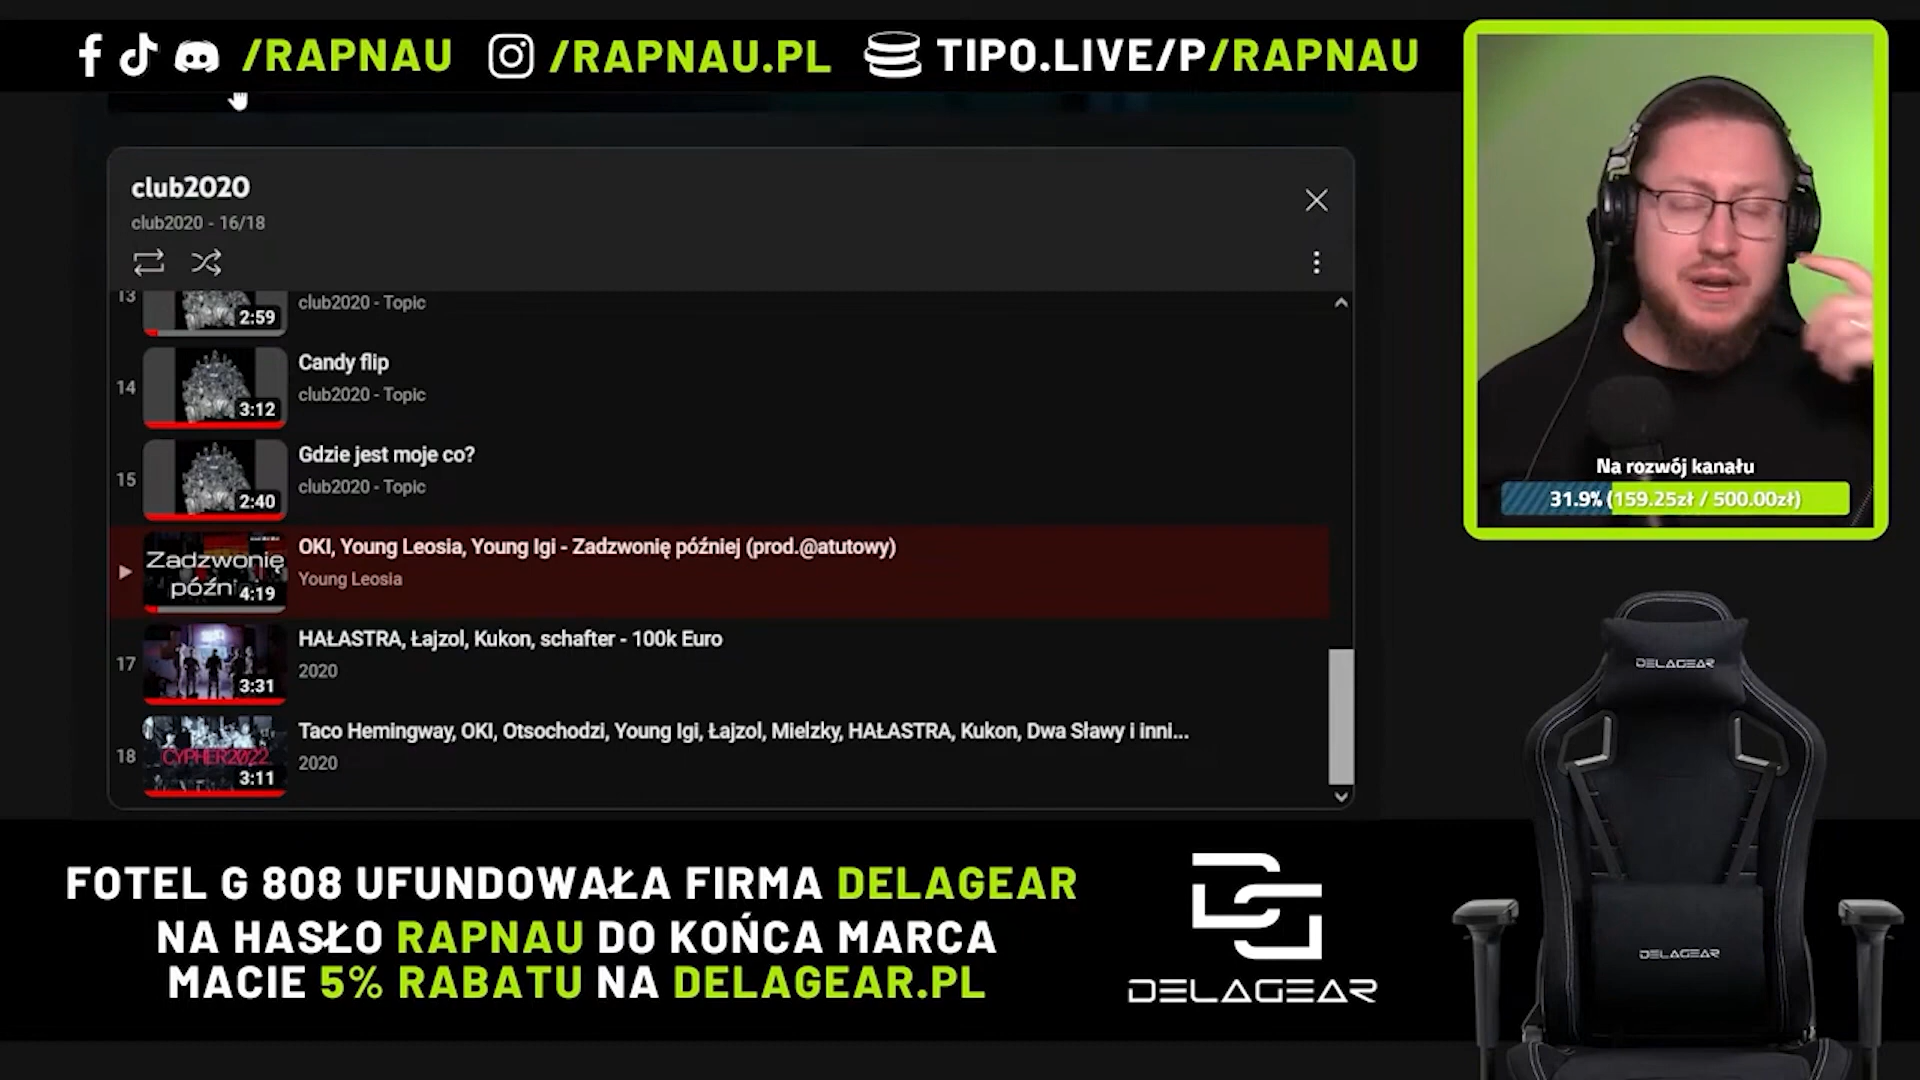 /RAPNAU /RAPNAU.PL TIPO.LIVE/P/RAPNAU
club2020
club2020 - 16/18
13
2:59
club2020 - Topic
14
3:12
Candy flip
club2020 - Topic
15
2:40
Gdzie jest moje co?
club2020 - Topic
Zadzwonię
późni 4:19
OKI, Young Leosia, Young Igi - Zadzwonię później (prod.@atutowy)
Young Leosia
17
3:31
HAŁASTRA, Łajzol, Kukon, schafter - 100k Euro
2020
18
CYPHER2022
3:11
Taco Hemingway, OKI, Otsochodzi, Young Igi, Łajzol, Mielzky, HAŁASTRA, Kukon, Dwa Sławy i inni...
2020
Na rozwój kanału
31.9% (159.25zł / 500.00zł)
FOTEL G 808 UFUNDOWAŁA FIRMA DELAGEAR
NA HASŁO RAPNAU DO KOŃCA MARCA
MACIE 5% RABATU NA DELAGEAR.PL
DELAGEAR
DELAGEAR
DELAGEAR